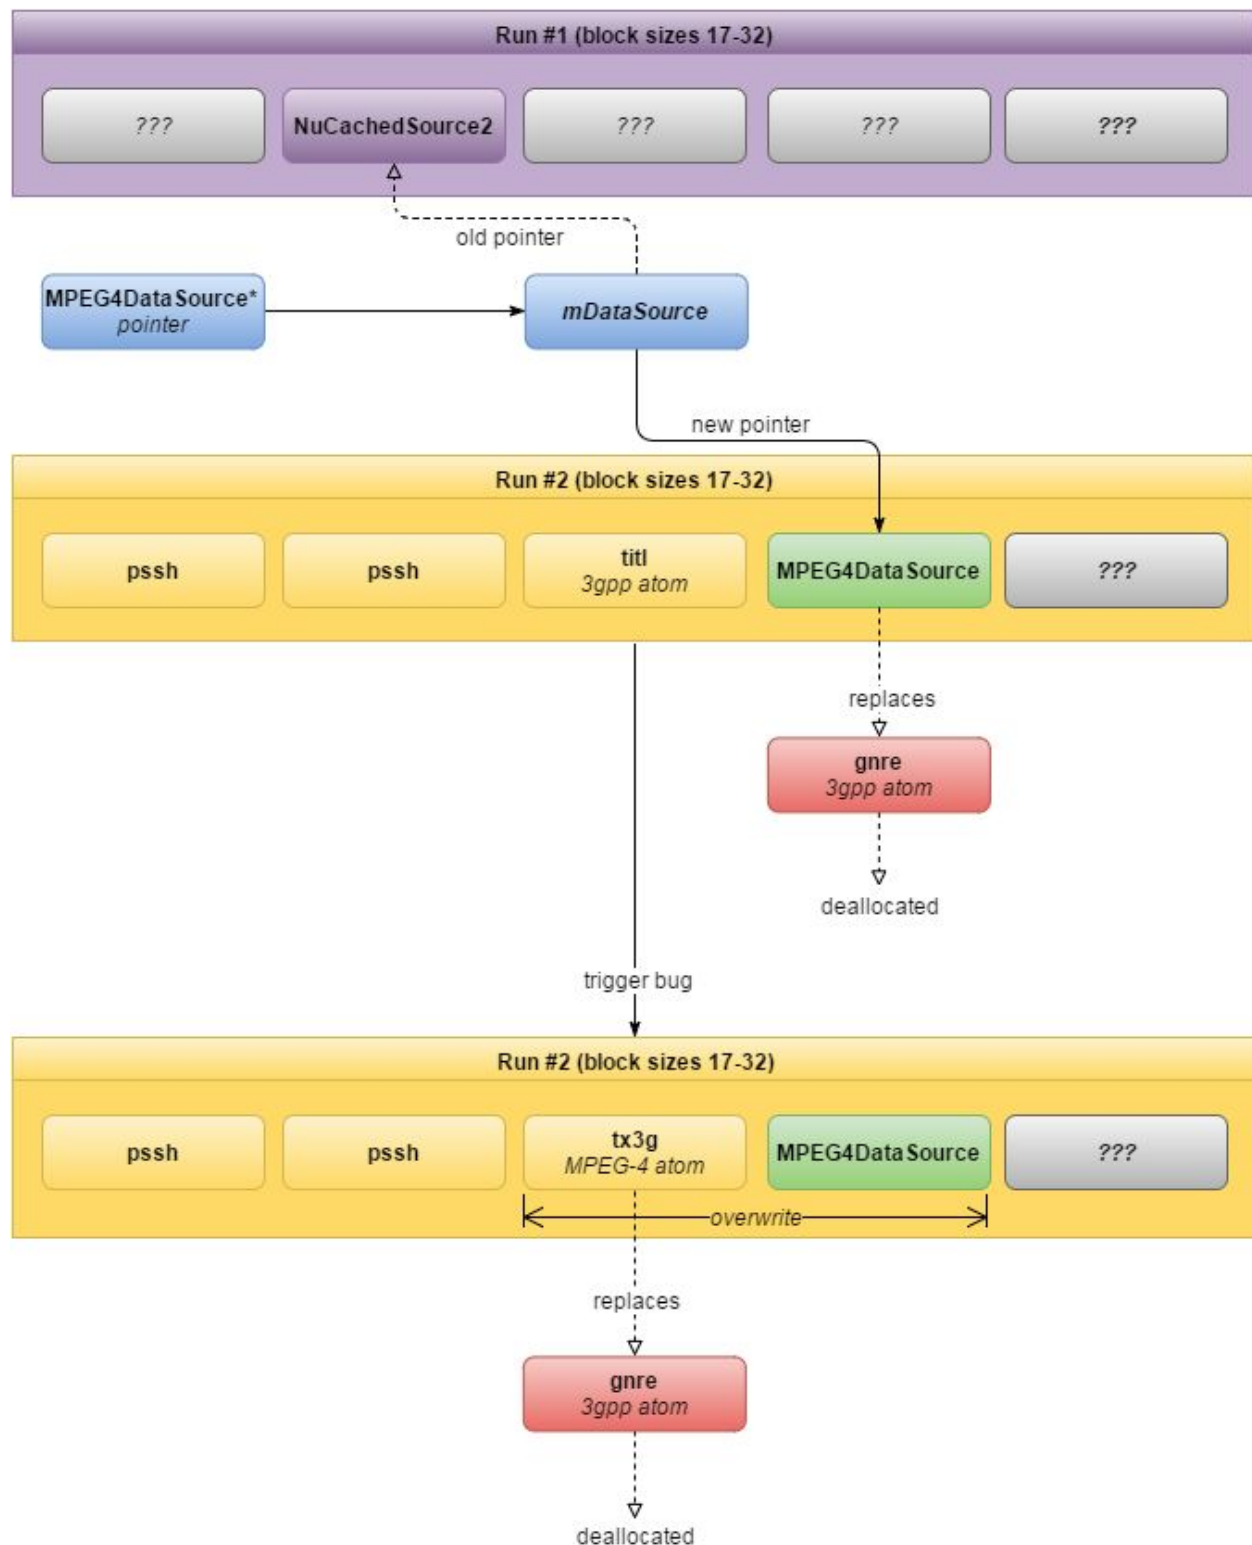 Run #1 (block sizes 17-32)
??? NuCachedSource2 ??? ??? ???
old pointer
MPEG4DataSource*
pointer
mDataSource
new pointer
Run #2 (block sizes 17-32)
pssh pssh titl MPEG4DataSource ???
3gpp atom
replaces
gnre
3gpp atom
deallocated
trigger bug
Run #2 (block sizes 17-32)
pssh pssh tx3g MPEG4DataSource ???
MPEG-4 atom
overwrite
replaces
gnre
3gpp atom
deallocated